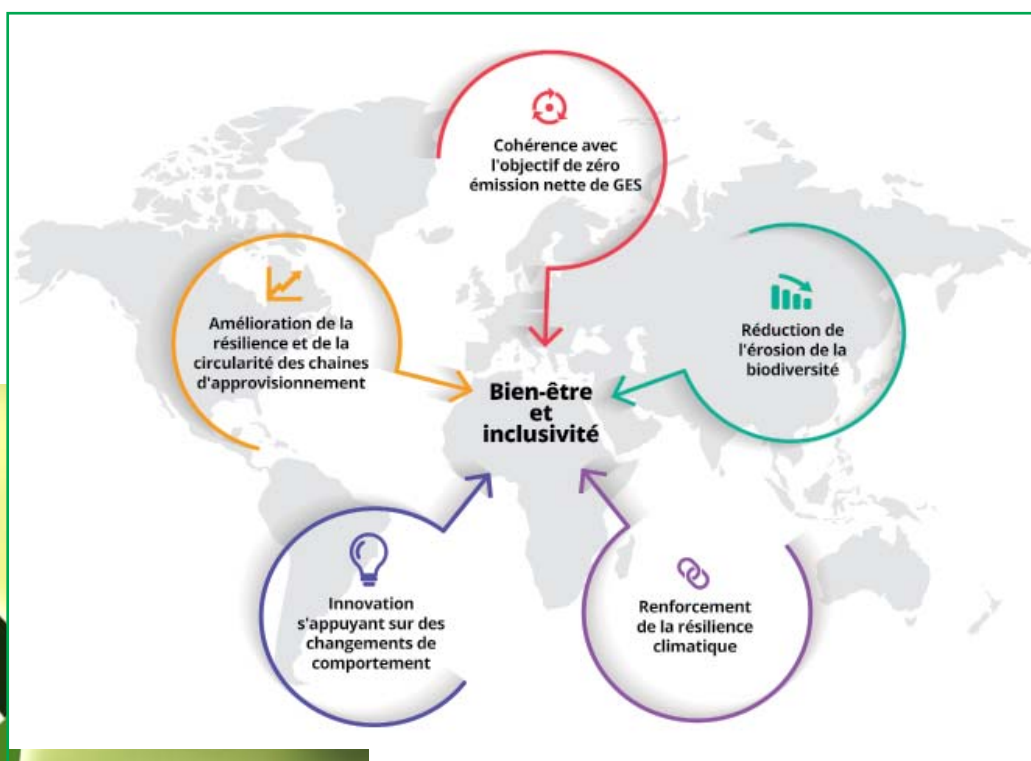 Cohérence avec
l'objectif de zéro
émission nette de GES
Amélioration de la
résilience et de la
circularité des chaines
d'approvisionnement
Réduction de
l'érosion de la
biodiversité
Bien-être
et
inclusivité
Innovation
s'appuyant sur des
changements de
comportement
Renforcement
de la résilience
climatique